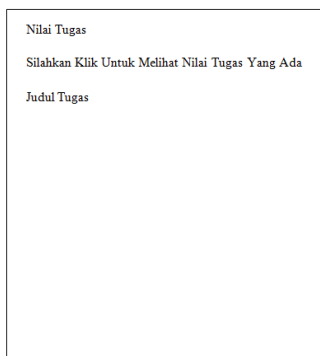 Nilai Tugas
Silahkan Klik Untuk Melihat Nilai Tugas Yang Ada
Judul Tugas